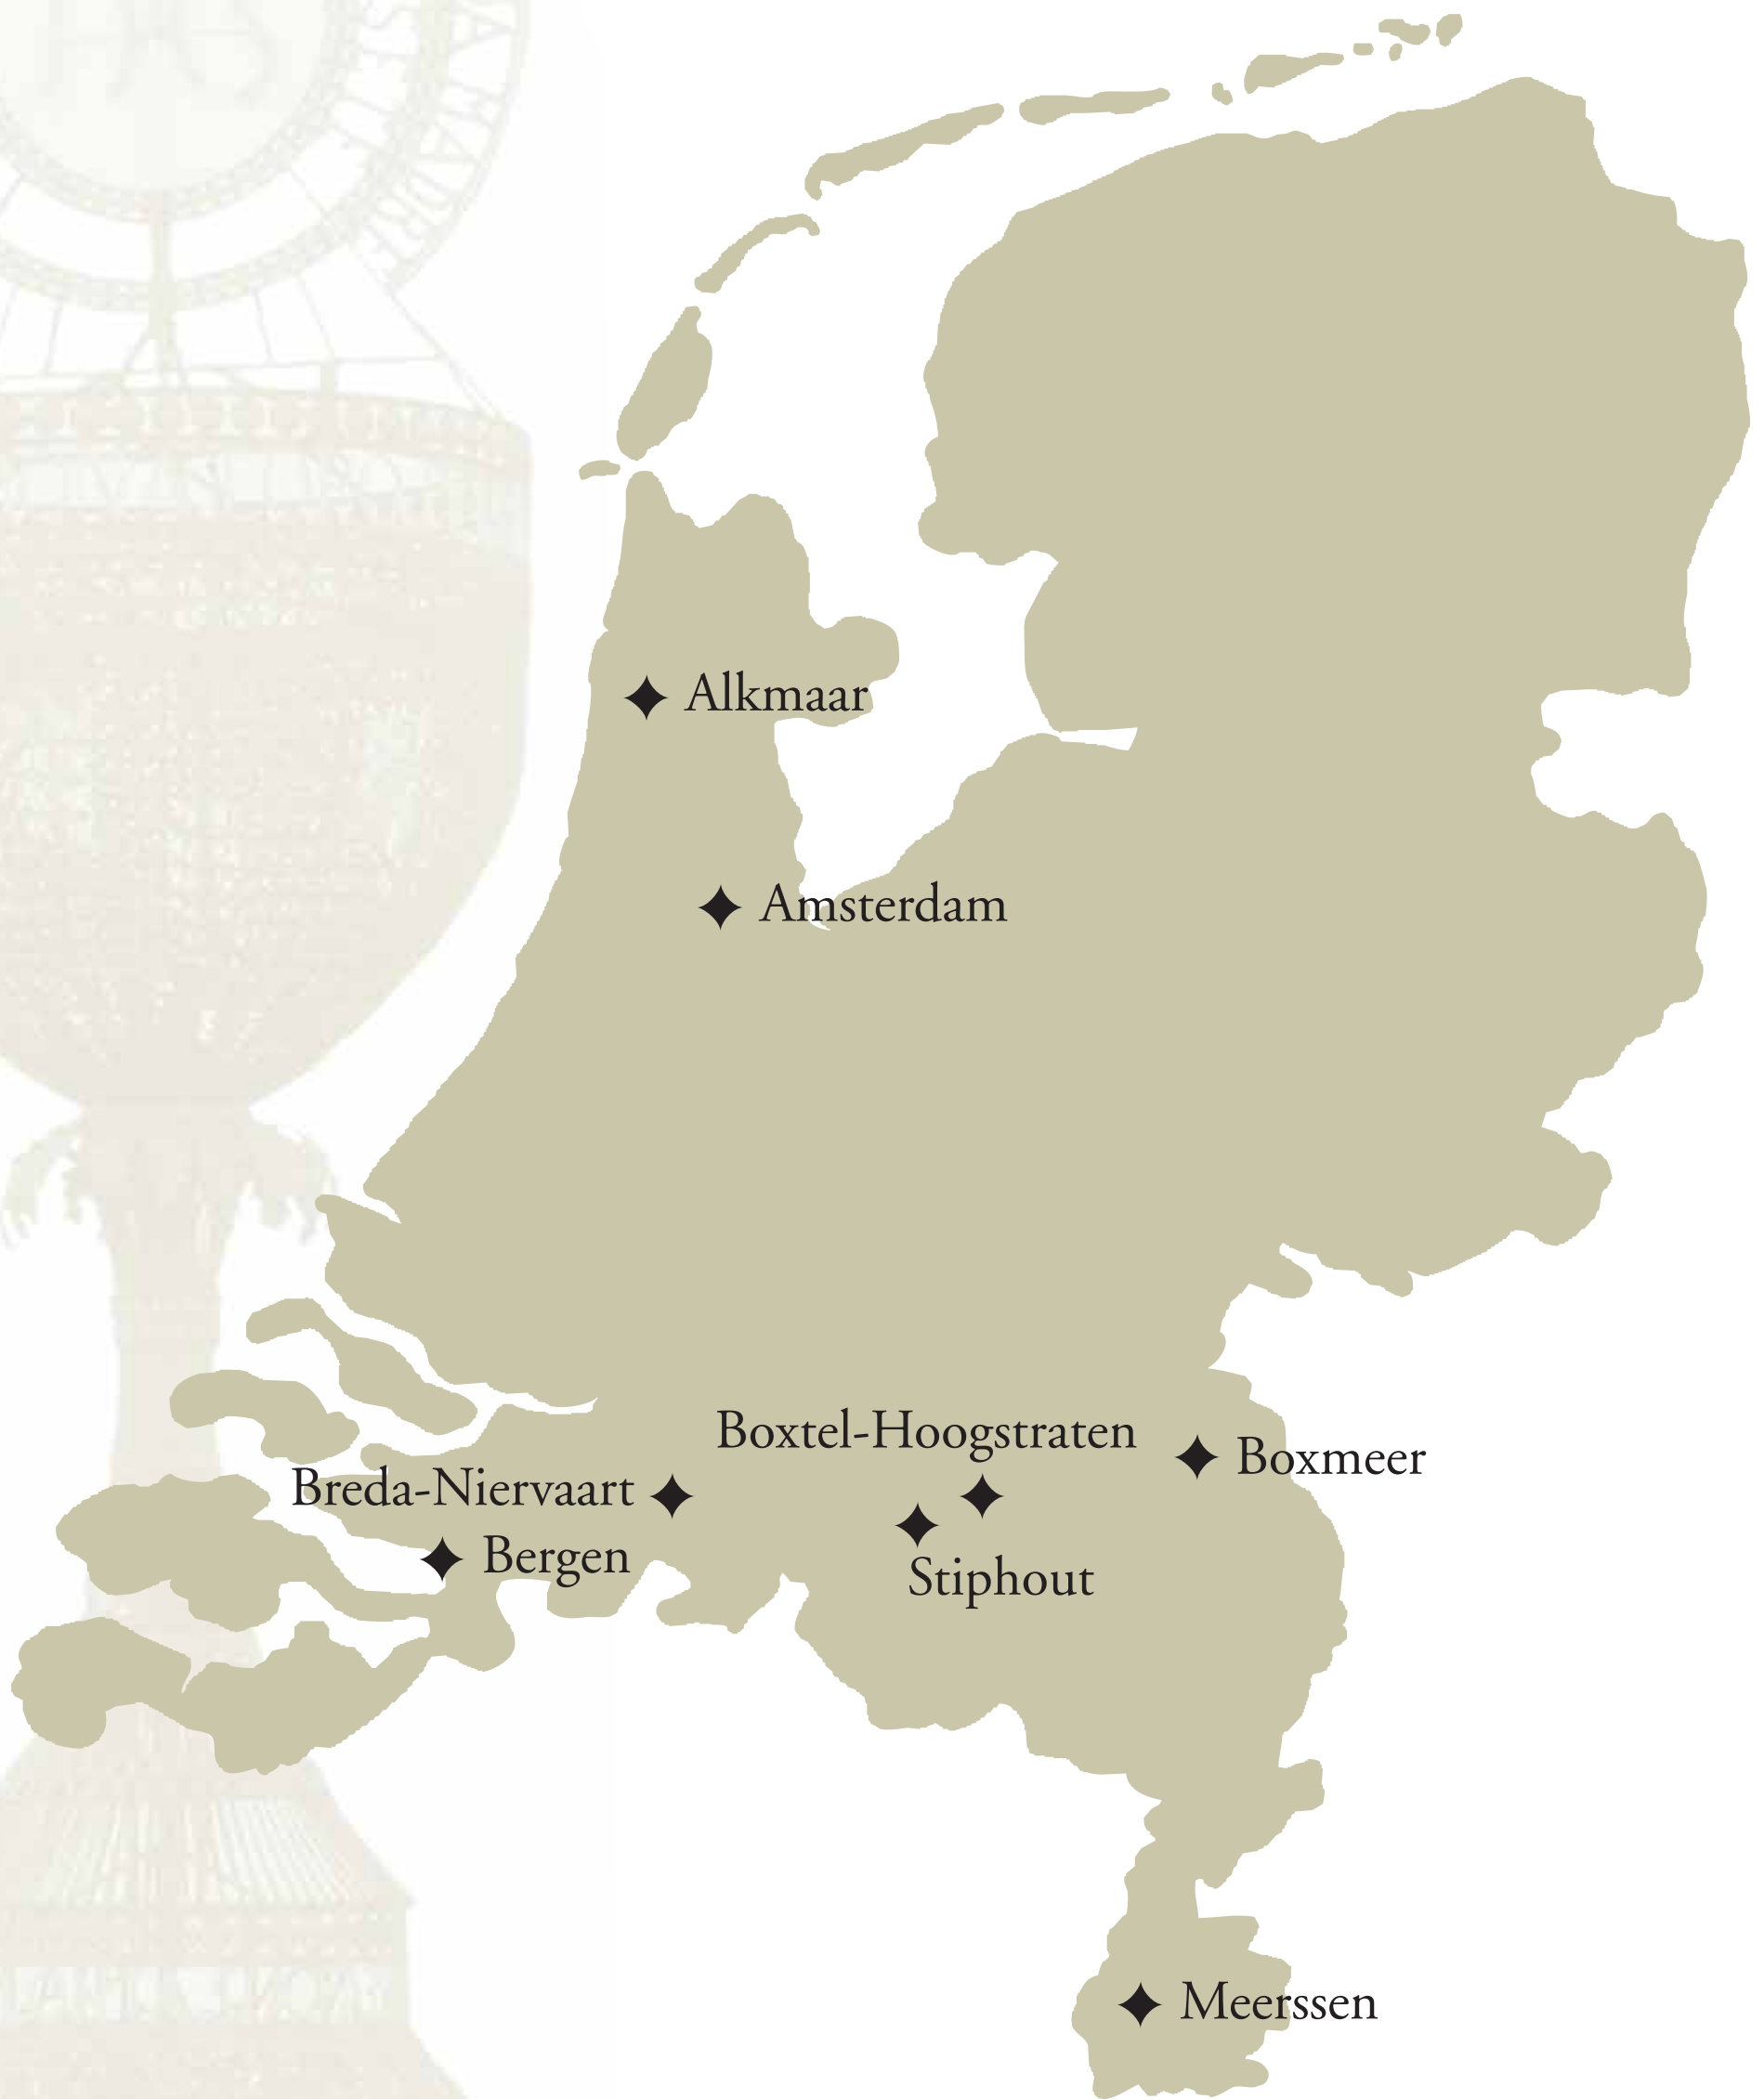 Alkmaar
Amsterdam
Boxtel-Hoogstraten
Boxmeer
Breda-Niervaart
Bergen
Stiphout
Meerssen